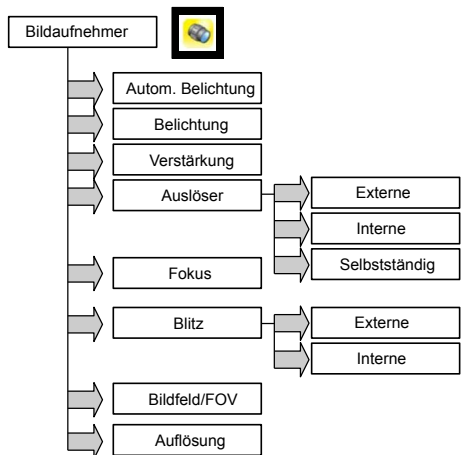 Bildaufnehmer
Autom. Belichtung
Belichtung
Verstärkung
Auslöser
Externe
Interne
Selbstständig
Fokus
Blitz
Externe
Interne
Bildfeld/FOV
Auflösung